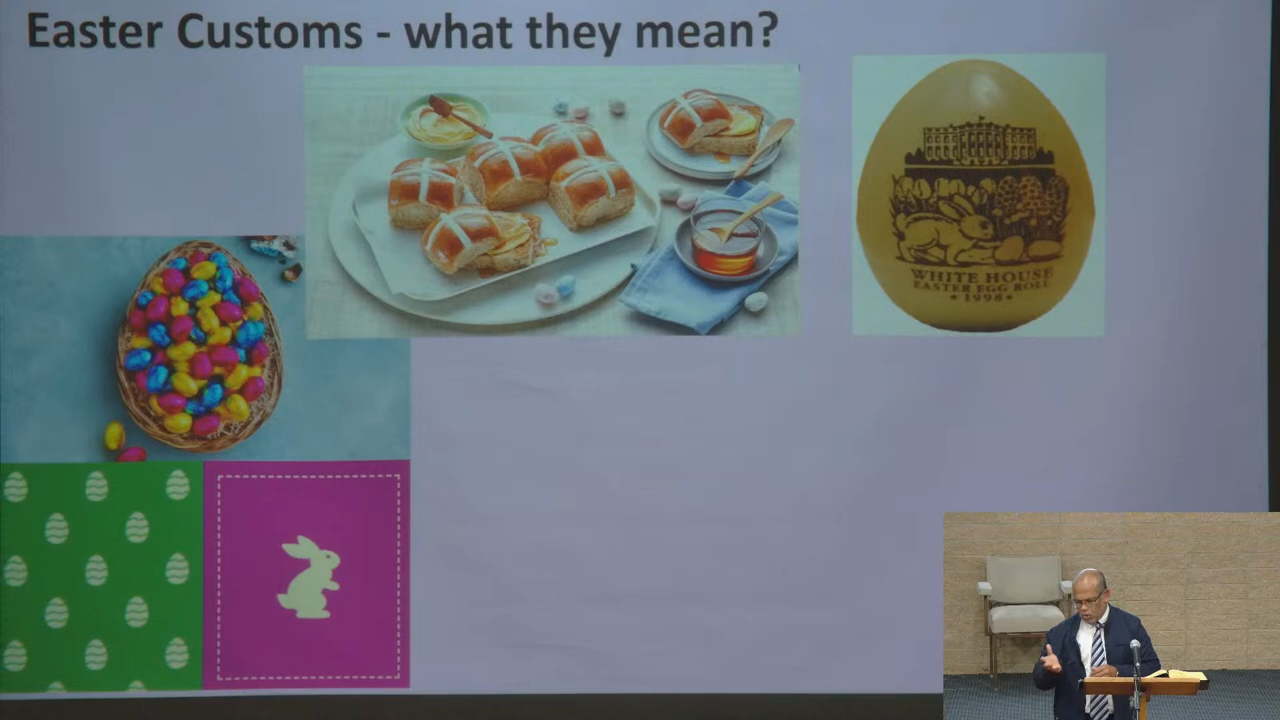 Easter Customs - what they mean?
WHITE HOUSE
EASTER EGG ROLL
1998